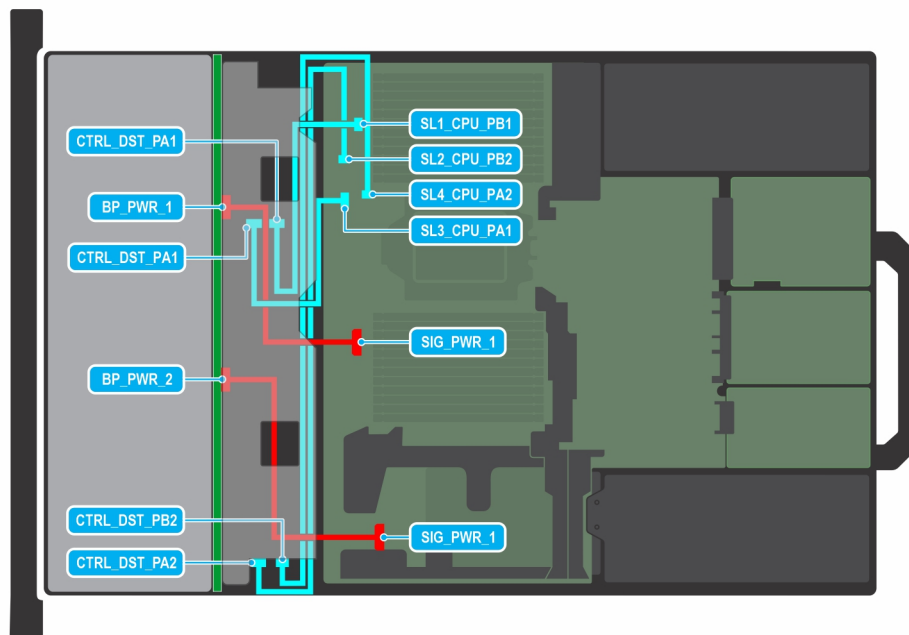 CTRL_DST_PA1
BP_PWR_1
CTRL_DST_PA1
BP_PWR_2
CTRL_DST_PB2
CTRL_DST_PA2
SL1_CPU_PB1
SL2_CPU_PB2
SL4_CPU_PA2
SL3_CPU_PA1
SIG_PWR_1
SIG_PWR_1